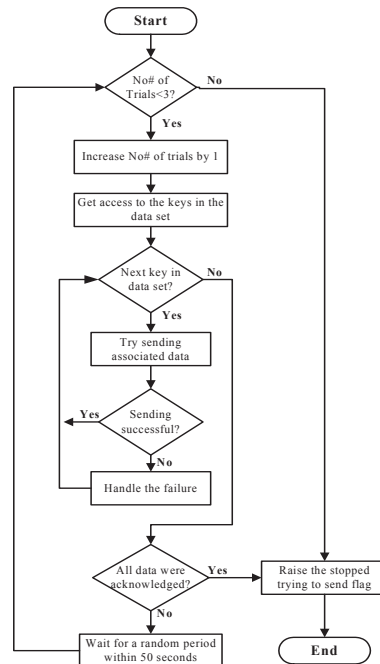 Start
No# of
Trials<3?
No
Yes
Increase No# of trials by 1
Get access to the keys in the
data set
Next key in
data set?
No
Yes
Try sending
associated data
Yes
Sending
successful?
No
Handle the failure
All data were
acknowledged?
Yes
Raise the stopped
trying to send flag
No
Wait for a random period
within 50 seconds
End